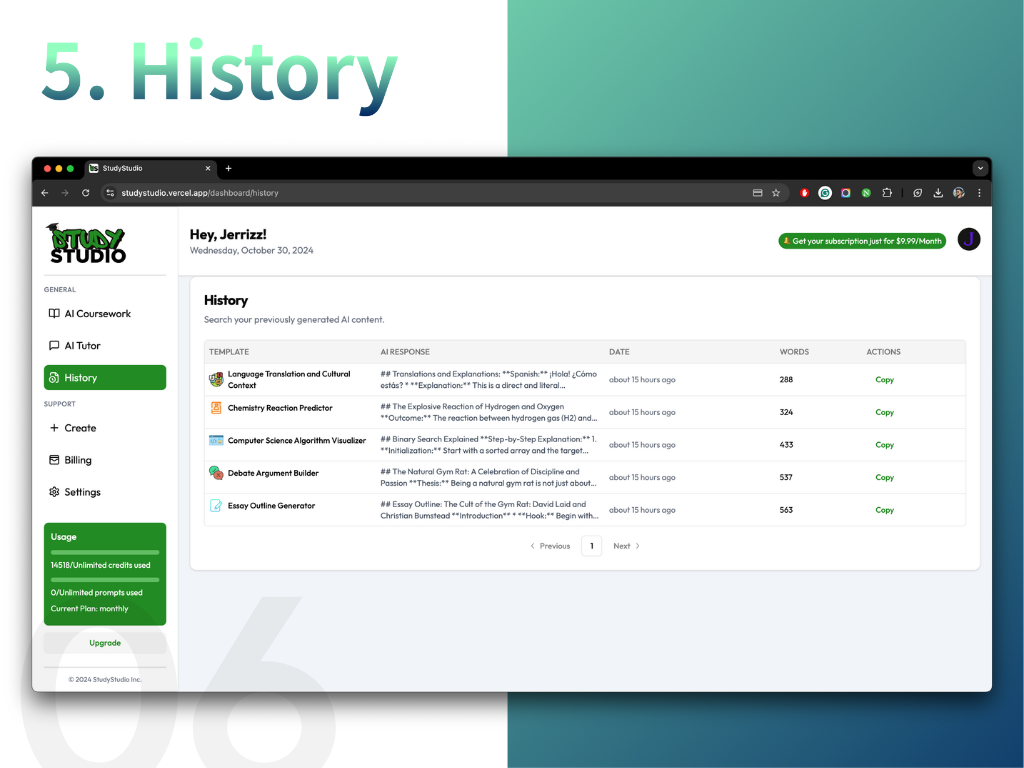 5. History
StudyStudio
studystudio.vercel.app/dashboard/history
STUDY
STUDIO
Hey, Jerrizz!
Wednesday, October 30, 2024
Get your subscription just for $9.99/Month
J
GENERAL
AI Coursework
AI Tutor
History
SUPPORT
Create
Billing
Settings
Usage
14518/Unlimited credits used
0/Unlimited prompts used
Current Plan: monthly
Upgrade
© 2024 StudyStudio Inc.
History
Search your previously generated AI content.
TEMPLATE AI RESPONSE DATE WORDS ACTIONS
Language Translation and Cultural
Context
## Translations and Explanations: **Spanish:** ¡Hola! ¿Cómo
estás? * **Explanation:** This is a direct and literal...
about 15 hours ago
288
Copy
Chemistry Reaction Predictor
## The Explosive Reaction of Hydrogen and Oxygen
**Outcome:** The reaction between hydrogen gas (H2) and...
about 15 hours ago
324
Copy
Computer Science Algorithm Visualizer
## Binary Search Explained **Step-by-Step Explanation:** 1.
**Initialization:** Start with a sorted array and the target...
about 15 hours ago
433
Copy
Debate Argument Builder
## The Natural Gym Rat: A Celebration of Discipline and
Passion **Thesis:** Being a natural gym rat is not just about...
about 15 hours ago
537
Copy
Essay Outline Generator
## Essay Outline: The Cult of the Gym Rat: David Laid and
Christian Bumstead **Introduction** * **Hook:** Begin with...
about 15 hours ago
563
Copy
Previous 1 Next
06